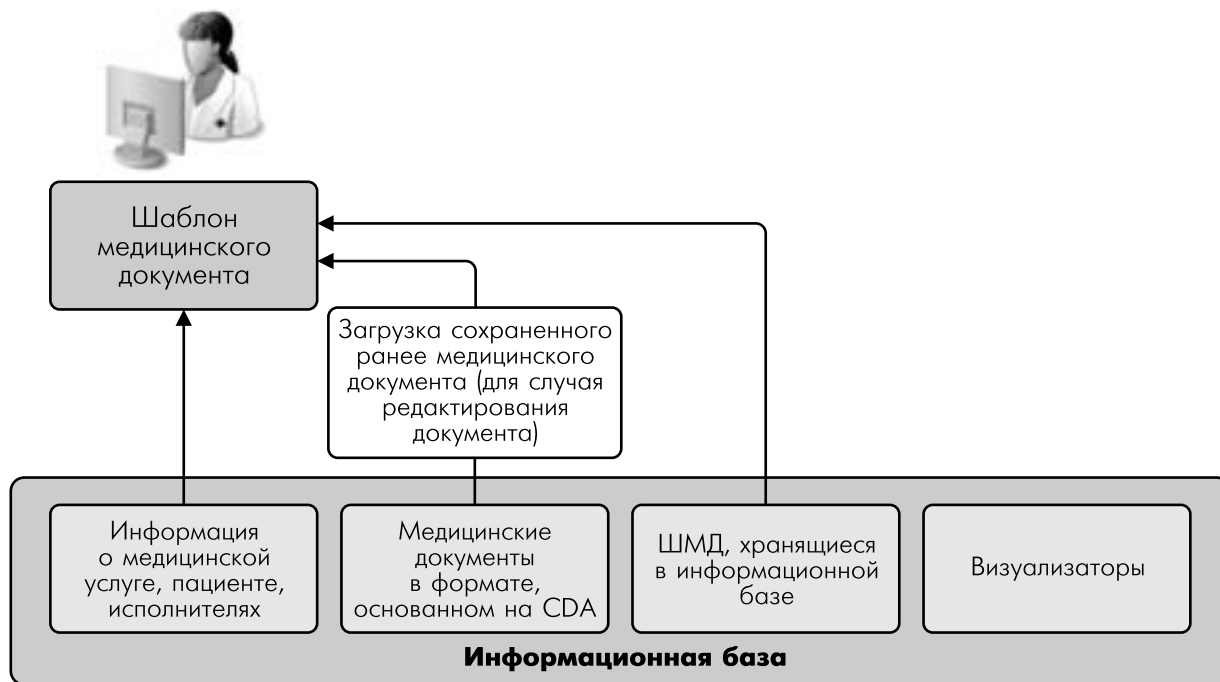 Шаблон
медицинского
документа
Загрузка сохраненного
ранее медицинского
документа (для случая
редактирования
документа)
Информация
о медицинской
услуге, пациенте,
исполнителях
Медицинские
документы
в формате,
основанном на CDA
ШМД, хранящиеся
в информационной
базе
Визуализаторы
Информационная база